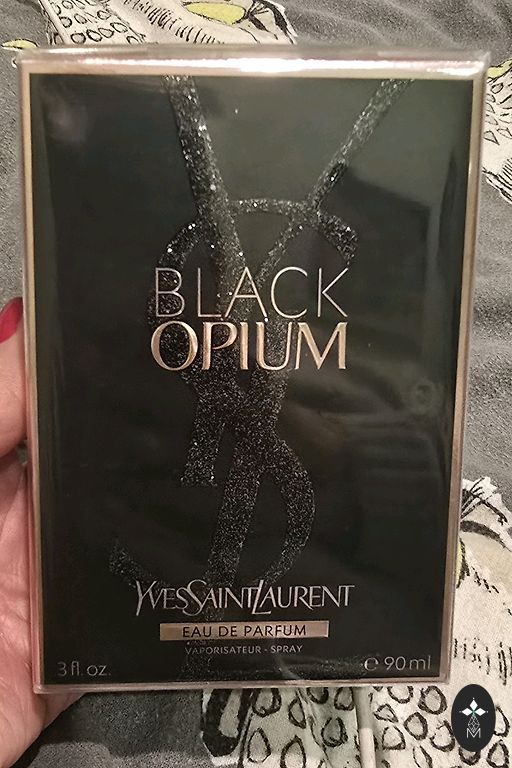 BLACK
OPIUM
YVESSAINTLAURENT
EAU DE PARFUM
VAPORISATEUR - SPRAY
3 fl. oz. ℮ 90 ml